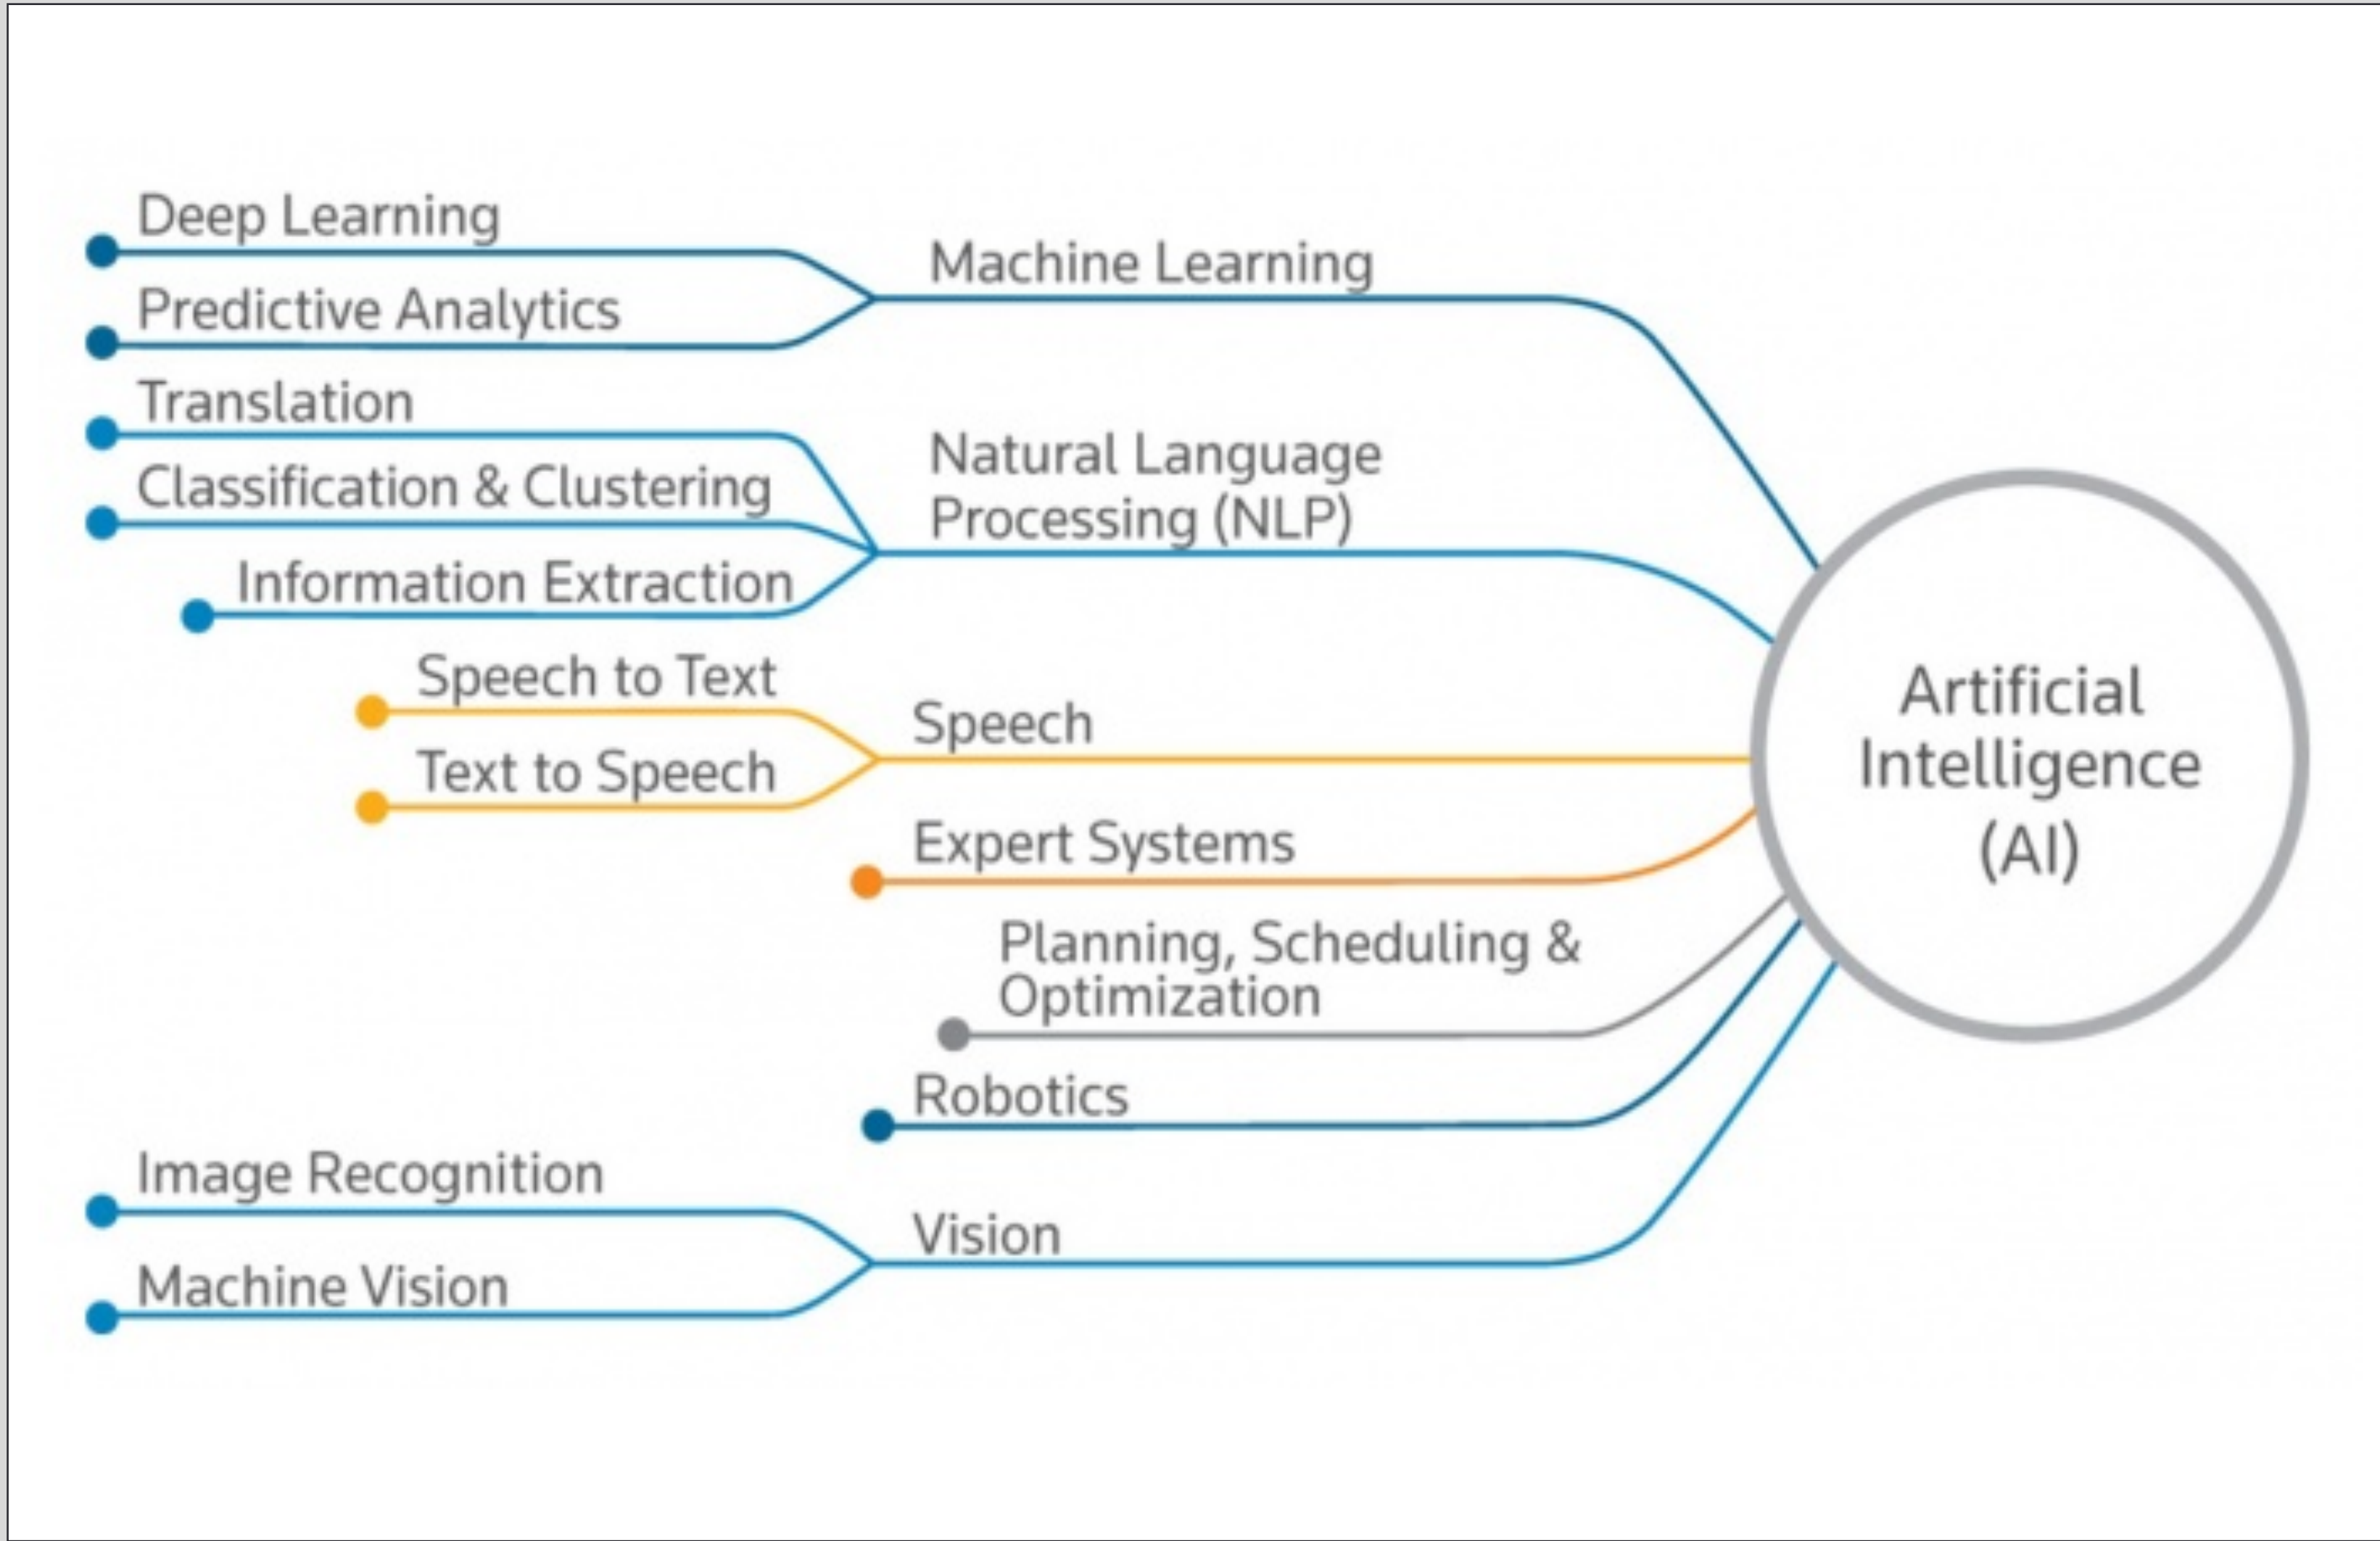 Deep Learning
Predictive Analytics
Machine Learning
Translation
Classification & Clustering
Information Extraction
Natural Language
Processing (NLP)
Speech to Text
Text to Speech
Speech
Expert Systems
Planning, Scheduling &
Optimization
Robotics
Image Recognition
Machine Vision
Vision
Artificial
Intelligence
(AI)